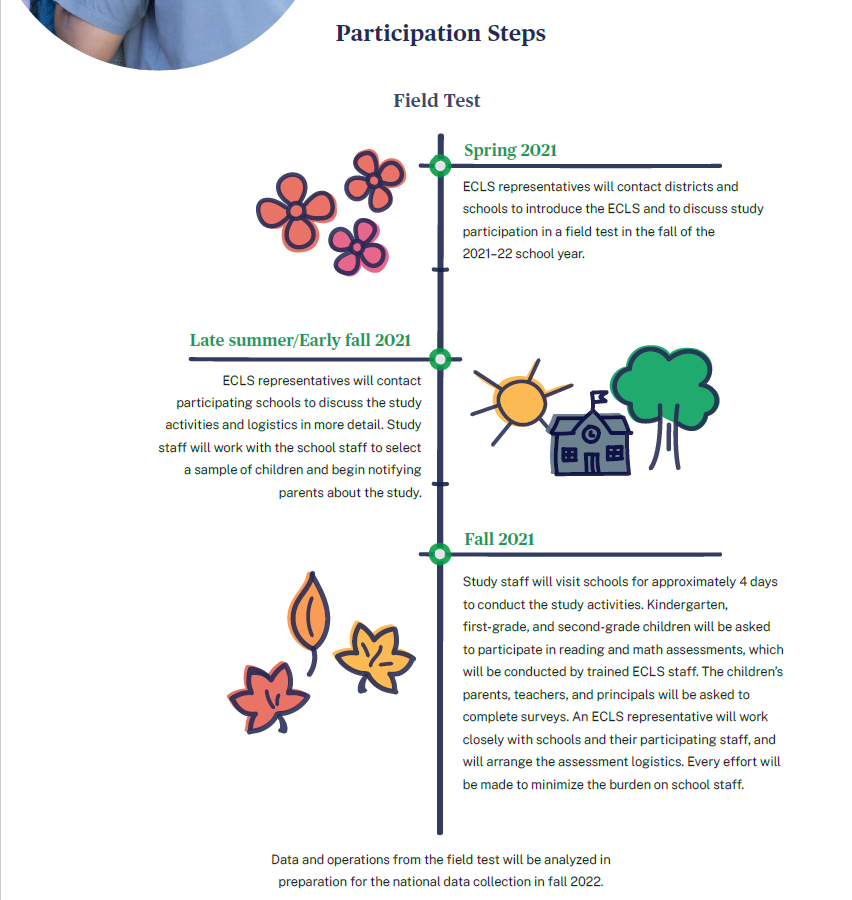 Participation Steps
Field Test
Spring 2021
ECLS representatives will contact districts and
schools to introduce the ECLS and to discuss study
participation in a field test in the fall of the
2021–22 school year.
Late summer/Early fall 2021
ECLS representatives will contact
participating schools to discuss the study
activities and logistics in more detail. Study
staff will work with the school staff to select
a sample of children and begin notifying
parents about the study.
Fall 2021
Study staff will visit schools for approximately 4 days
to conduct the study activities. Kindergarten,
first-grade, and second-grade children will be asked
to participate in reading and math assessments, which
will be conducted by trained ECLS staff. The children’s
parents, teachers, and principals will be asked to
complete surveys. An ECLS representative will work
closely with schools and their participating staff, and
will arrange the assessment logistics. Every effort will
be made to minimize the burden on school staff.
Data and operations from the field test will be analyzed in
preparation for the national data collection in fall 2022.